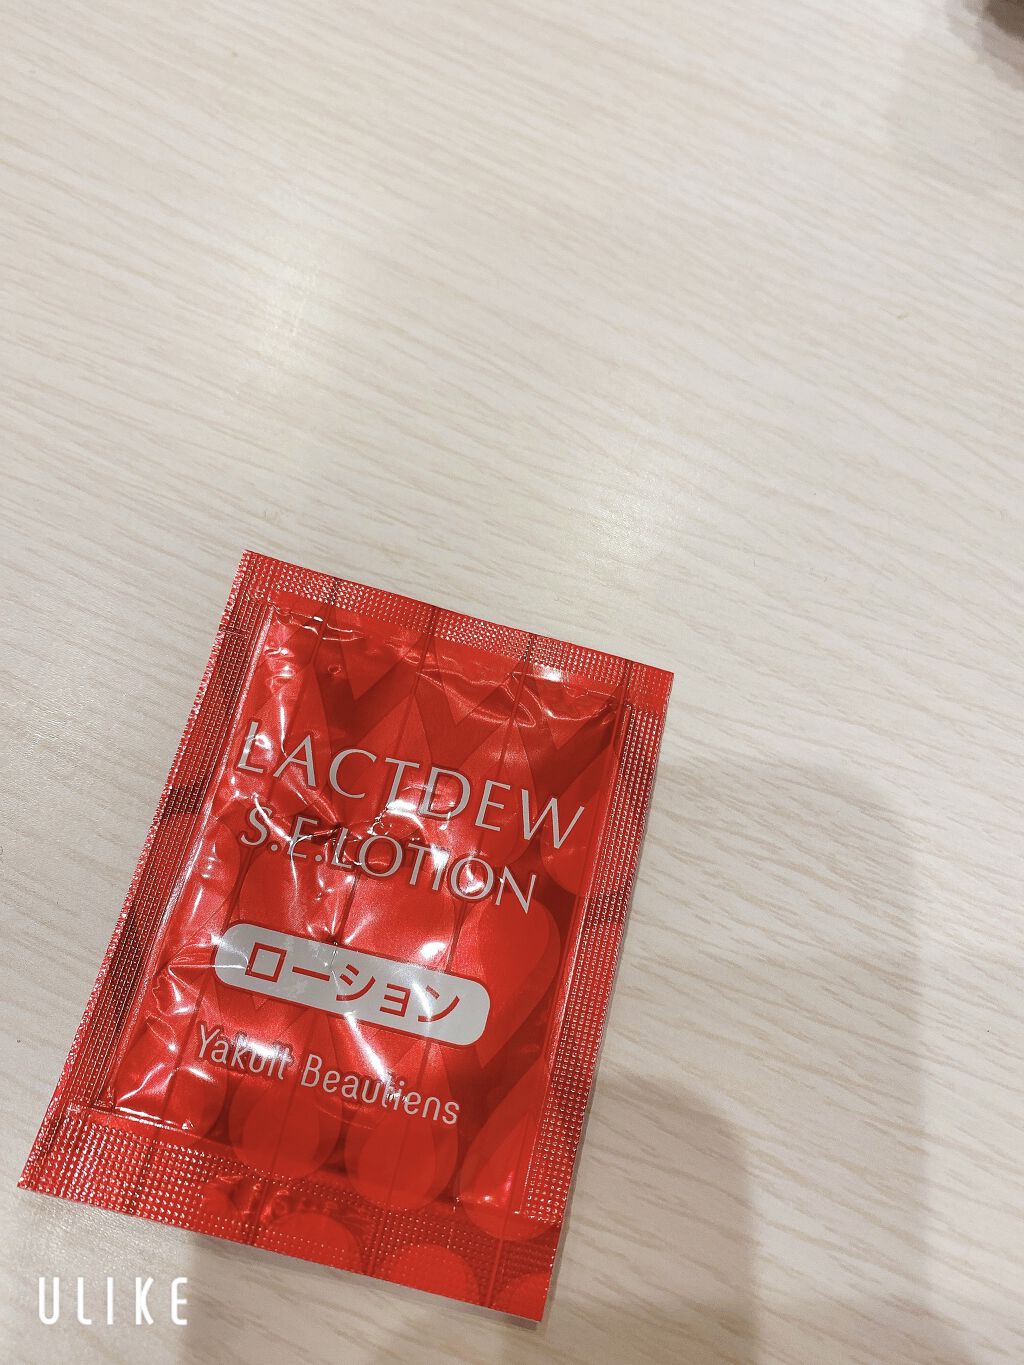 LACTDEW
S.E.LOTION
ローション
Yakult Beautiens
ULIKE